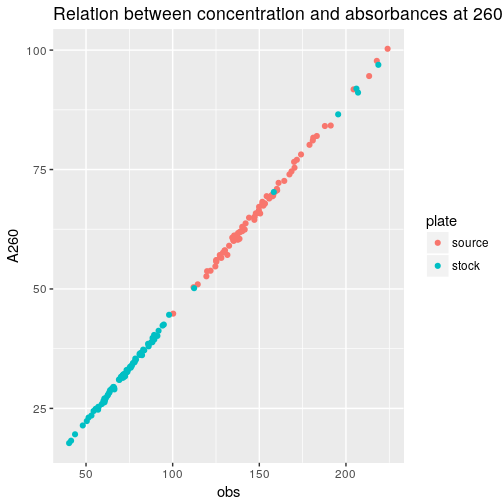 Relation between concentration and absorbances at 260
100
75
50
25
A260
50
100
150
200
obs
plate
source
stock